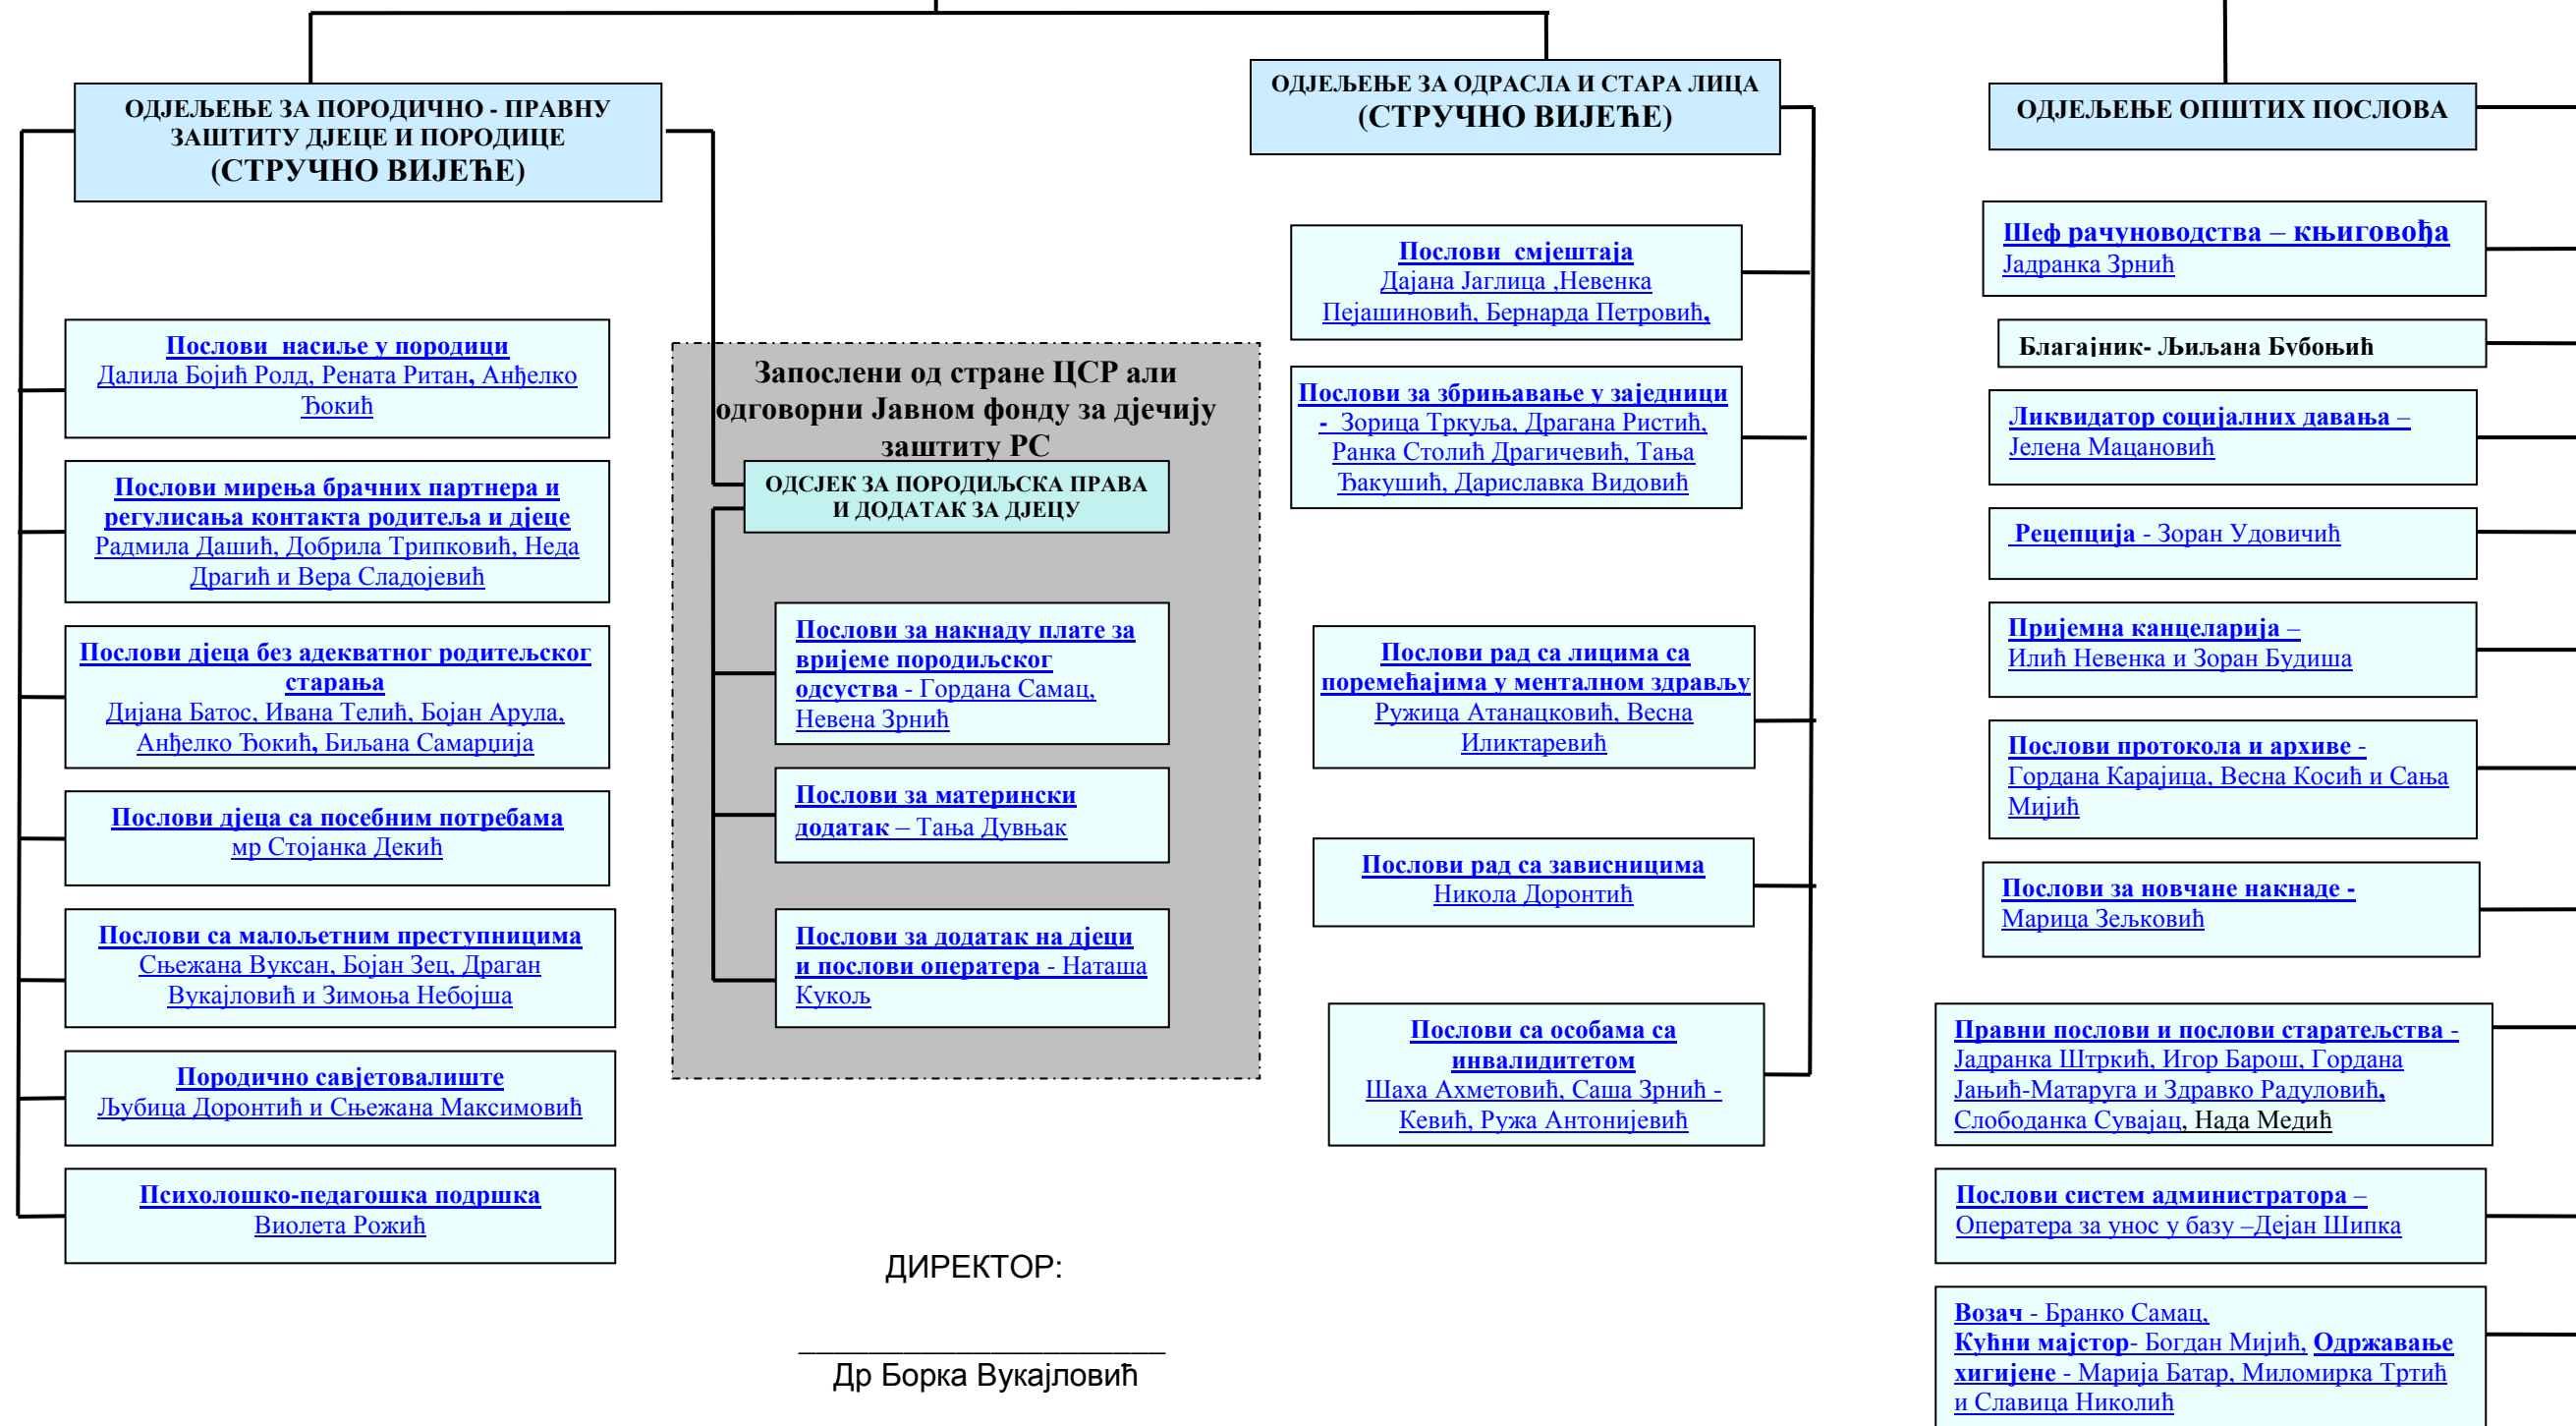 ОДЈЕЉЕЊЕ ЗА ПОРОДИЧНО - ПРАВНУ
ЗАШТИТУ ДЈЕЦЕ И ПОРОДИЦЕ
(СТРУЧНО ВИЈЕЋЕ)
Послови  насиље у породици
Далила Бојић Ролд, Рената Ритан, Анђелко
Ђокић
Послови мирења брачних партнера и
регулисања контакта родитеља и дјеце
Радмила Дашић, Добрила Трипковић, Неда
Драгић и Вера Сладојевић
Послови дјеца без адекватног родитељског
старања
Дијана Батос, Ивана Телић, Бојан Арула,
Анђелко Ђокић, Биљана Самарџија
Послови дјеца са посебним потребама
мр Стојанка Декић
Послови са малољетним преступницима
Сњежана Вуксан, Бојан Зец, Драган
Вукајловић и Зимоња Небојша
Породично савјетовалиште
Љубица Доронтић и Сњежана Максимовић
Психолошко-педагошка подршка
Виолета Рожић
Запослени од стране ЦСР али
одговорни Јавном фонду за дјечију
заштиту РС
ОДСЈЕК ЗА ПОРОДИЉСКА ПРАВА
И ДОДАТАК ЗА ДЈЕЦУ
Послови за накнаду плате за
вријеме породиљског
одсуства - Гордана Самац,
Невена Зрнић
Послови за матерински
додатак – Тања Дувњак
Послови за додатак на дјеци
и послови оператера - Наташа
Кукољ
ДИРЕКТОР:
Др Борка Вукајловић
ОДЈЕЉЕЊЕ ЗА ОДРАСЛА И СТАРА ЛИЦА
(СТРУЧНО ВИЈЕЋЕ)
Послови  смјештаја
Дајана Јаглица ,Невенка
Пејашиновић, Бернарда Петровић,
Послови за збрињавање у заједници
-  Зорица Тркуља, Драгана Ристић,
Ранка Столић Драгичевић, Тања
Ђакушић, Дариславка Видовић
Послови рад са лицима са
поремећајима у менталном здрављу
Ружица Атанацковић, Весна
Иликтаревић
Послови рад са зависницима
Никола Доронтић
Послови са особама са
инвалидитетом
Шаха Ахметовић, Саша Зрнић -
Кевић, Ружа Антонијевић
ОДЈЕЉЕЊЕ ОПШТИХ ПОСЛОВА
Шеф рачуноводства – књиговођа
Јадранка Зрнић
Благајник- Љиљана Бубоњић
Ликвидатор социјалних давања –
Јелена Мацановић
Рецепција - Зоран Удовичић
Пријемна канцеларија –
Илић Невенка и Зоран Будиша
Послови протокола и архиве -
Гордана Карајица, Весна Косић и Сања
Мијић
Послови за новчане накнаде -
Марица Зељковић
Правни послови и послови старатељства -
Јадранка Штркић, Игор Барош, Гордана
Јањић-Матаруга и Здравко Радуловић,
Слободанка Сувајац, Нада Медић
Послови систем администратора –
Оператера за унос у базу –Дејан Шипка
Возач - Бранко Самац,
Кућни мајстор- Богдан Мијић, Одржавање
хигијене - Марија Батар, Миломирка Тртић
и Славица Николић